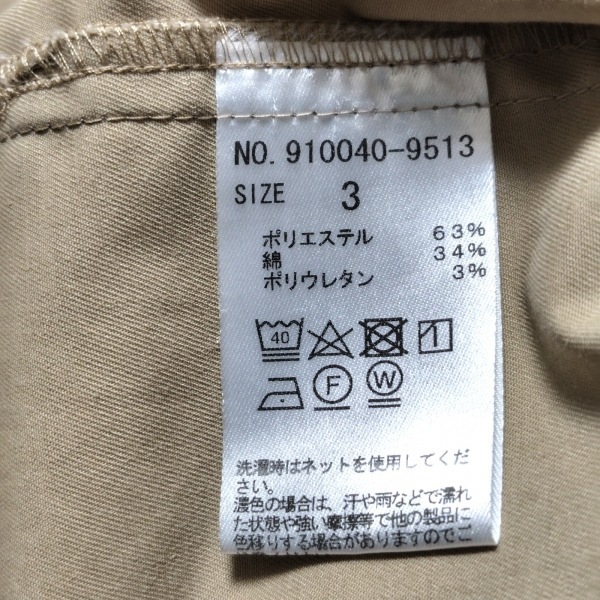 NO. 910040-9513
SIZE 3
ポリエステル 63%
綿 34%
ポリウレタン 3%
40 1
F W
洗濯時はネットを使用してくだ
さい。
濃色の場合は、汗や雨などで濡れ
た状態や強い摩擦等で他の製品に
色移りする場合がありますのでご